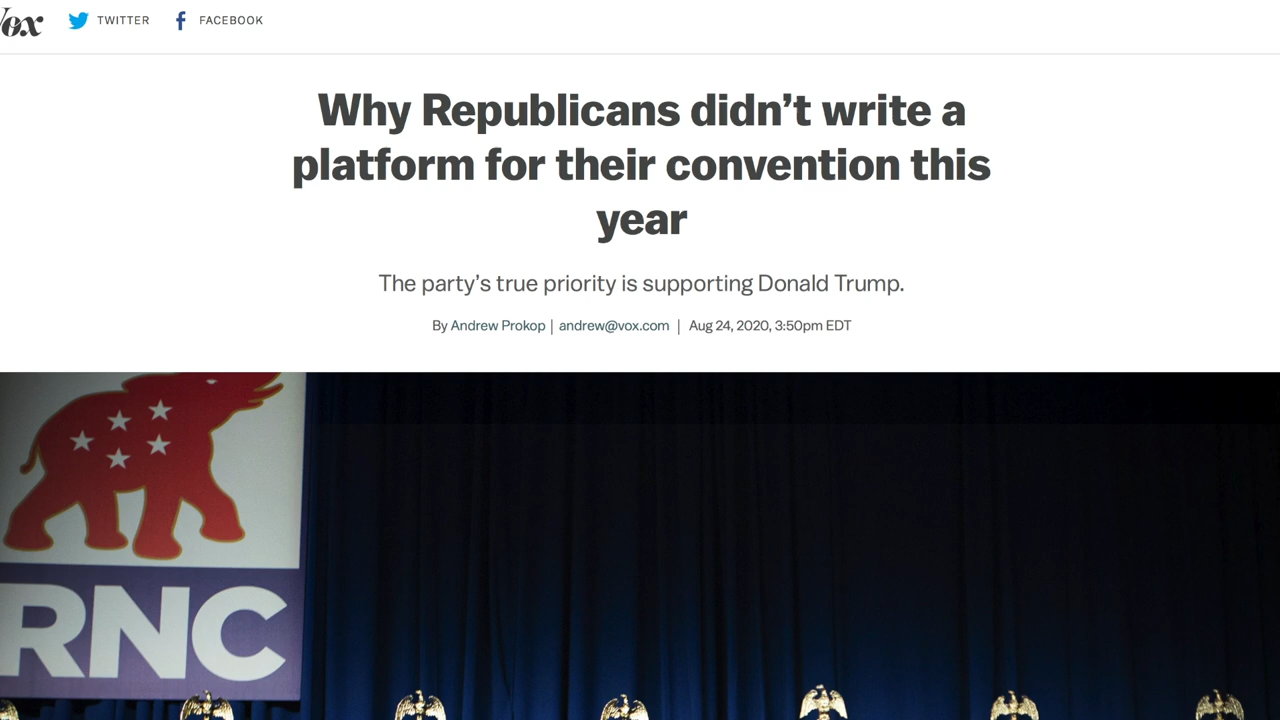 Vox TWITTER FACEBOOK
Why Republicans didn’t write a
platform for their convention this
year
The party’s true priority is supporting Donald Trump.
By Andrew Prokop | andrew@vox.com | Aug 24, 2020, 3:50pm EDT
RNC